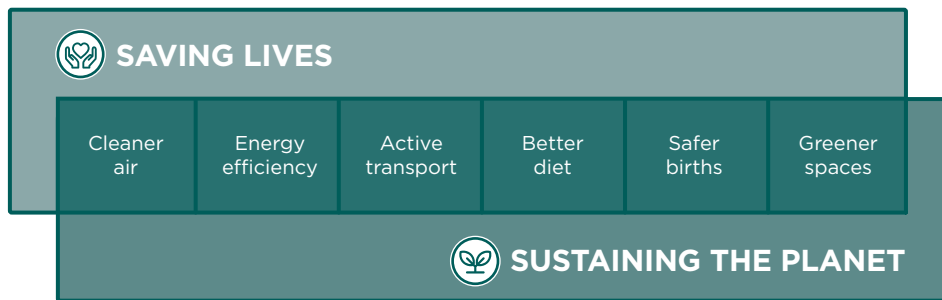 SAVING LIVES
Cleaner
air
Energy
efficiency
Active
transport
Better
diet
Safer
births
Greener
spaces
SUSTAINING THE PLANET